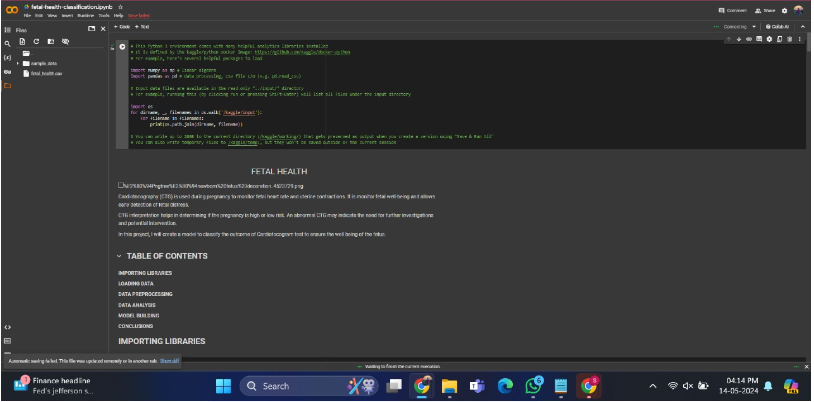 fetal-health-classification.ipynb
File Edit View Insert Runtime Tools Help Save failed
Comment Share
Files
+ Code + Text
Connecting
Colab AI
sample_data
fetal_health.csv
# This Python 3 environment comes with many helpful analytics libraries installed
# It is defined by the kaggle/python Docker image: https://github.com/kaggle/docker-python
# For example, here's several helpful packages to load
import numpy as np # linear algebra
import pandas as pd # data processing, CSV file I/O (e.g. pd.read_csv)
# Input data files are available in the read-only "../input/" directory
# For example, running this (by clicking run or pressing Shift+Enter) will list all files under the input directory
import os
for dirname, _, filenames in os.walk('/kaggle/input'):
for filename in filenames:
print(os.path.join(dirname, filename))
# You can write up to 20GB to the current directory (/kaggle/working/) that gets preserved as output when you create a version using "Save & Run All"
# You can also write temporary files to /kaggle/temp/, but they won't be saved outside of the current session
FETAL HEALTH
Cardiotocography (CTG) is used during pregnancy to monitor fetal heart rate and uterine contractions. It is monitor fetal well-being and allows
early detection of fetal distress.
CTG interpretation helps in determining if the pregnancy is high or low risk. An abnormal CTG may indicate the need for further investigations
and potential intervention.
In this project, I will create a model to classify the outcome of Cardiotocogram test to ensure the well being of the fetus.
TABLE OF CONTENTS
IMPORTING LIBRARIES
LOADING DATA
DATA PREPROCESSING
DATA ANALYSIS
MODEL BUILDING
CONCLUSIONS
IMPORTING LIBRARIES
Automatic saving failed. This file was updated remotely or in another tab. Show diff
Waiting to finish the current execution.
Finance headline
Fed's jefferson s...
Search
04:14 PM
14-05-2024